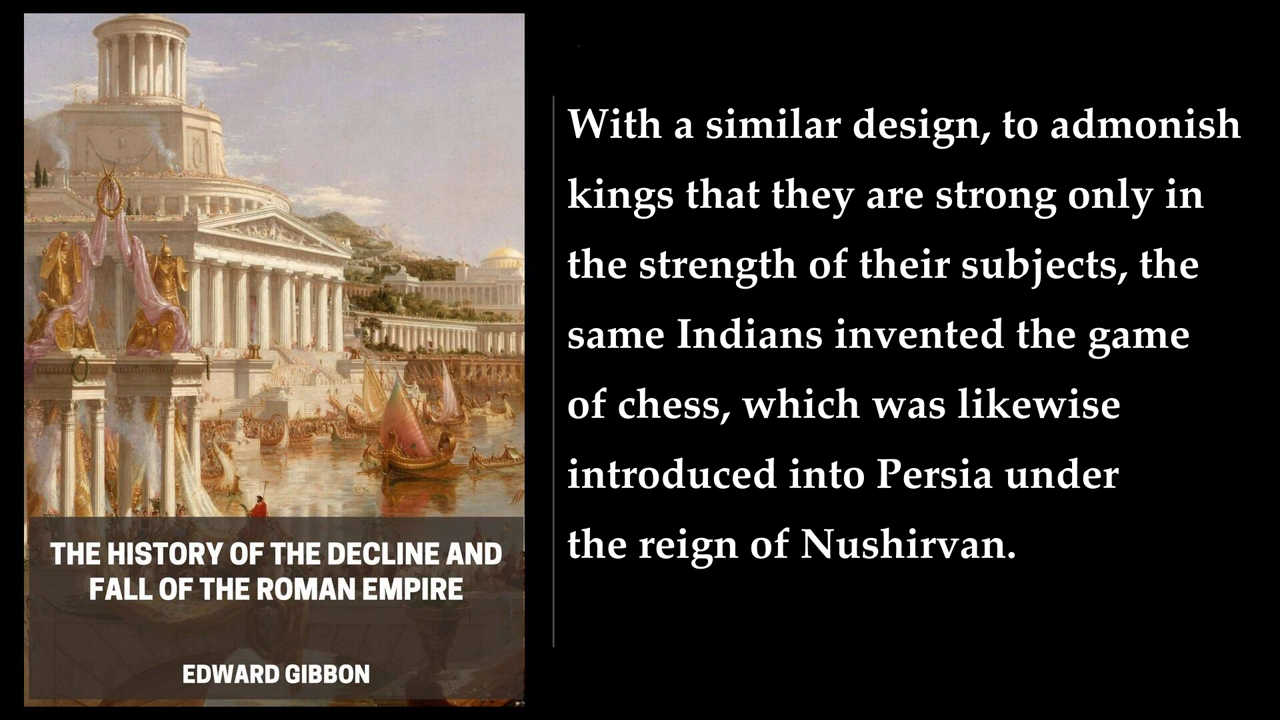 THE HISTORY OF THE DECLINE AND
FALL OF THE ROMAN EMPIRE
EDWARD GIBBON
With a similar design, to admonish
kings that they are strong only in
the strength of their subjects, the
same Indians invented the game
of chess, which was likewise
introduced into Persia under
the reign of Nushirvan.